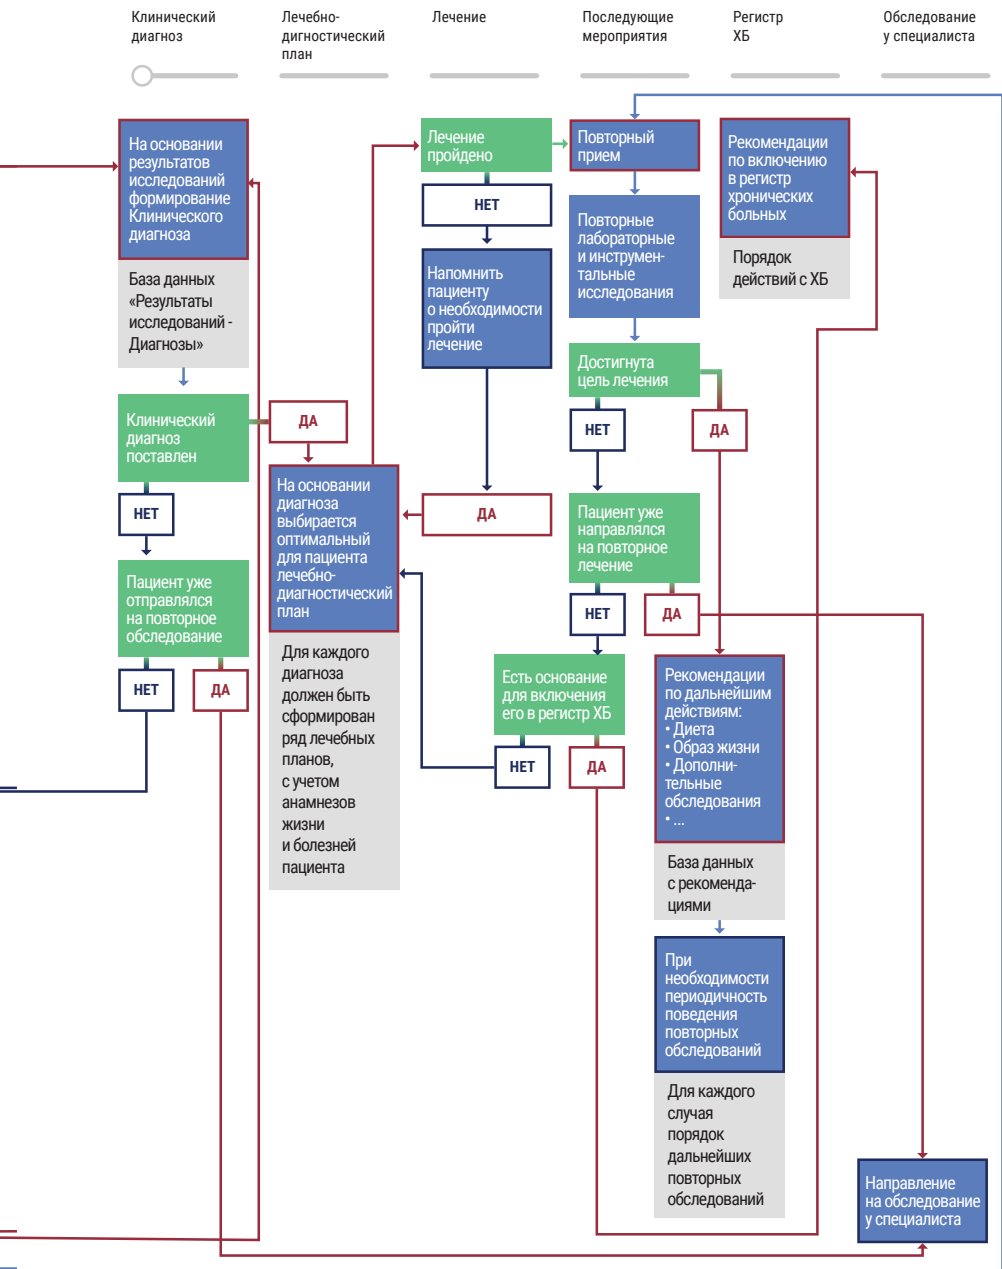 Клинический
диагноз
Лечебно-
дигностический
план
Лечение
Последующие
мероприятия
Регистр
ХБ
Обследование
у специалиста
На основании
результатов
исследований
формирование
Клинического
диагноза
База данных
«Результаты
исследований -
Диагнозы»
Клинический
диагноз
поставлен
НЕТ
Пациент уже
отправлялся
на повторное
обследование
НЕТ
ДА
ДА
На основании
диагноза
выбирается
оптимальный
для пациента
лечебно-
диагностический
план
Для каждого
диагноза
должен быть
сформирован
ряд лечебных
планов,
с учетом
анамнезов
жизни
и болезней
пациента
Лечение
пройдено
НЕТ
Напомнить
пациенту
о необходимости
пройти
лечение
ДА
Повторный
прием
Повторные
лабораторные
и инструмен-
тальные
исследования
Достигнута
цель лечения
НЕТ
ДА
Пациент уже
направлялся
на повторное
лечение
НЕТ
ДА
Есть основание
для включения
его в регистр ХБ
НЕТ
ДА
Рекомендации
по дальнейшим
действиям:
• Диета
• Образ жизни
• Дополни-
тельные
обследования
• ...
База данных
с рекоменда-
циями
При
необходимости
периодичность
поведения
повторных
обследований
Для каждого
случая
порядок
дальнейших
повторных
обследований
Рекомендации
по включению
в регистр
хронических
больных
Порядок
действий с ХБ
Направление
на обследование
у специалиста